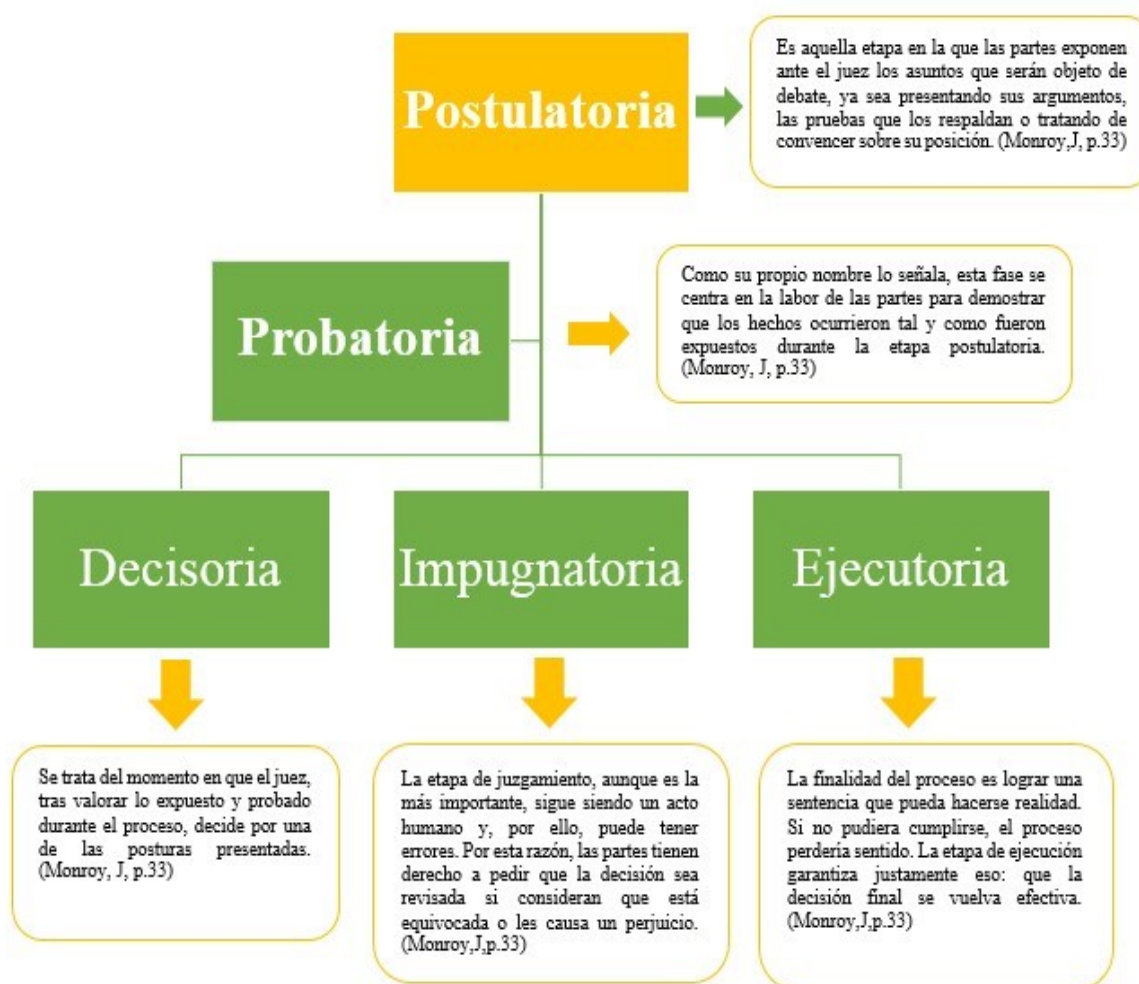 Postulatoria
Es aquella etapa en la que las partes exponen
ante el juez los asuntos que serán objeto de
debate, ya sea presentando sus argumentos,
las pruebas que los respaldan o tratando de
convencer sobre su posición. (Monroy,J, p.33)
Probatoria
Como su propio nombre lo señala, esta fase se
centra en la labor de las partes para demostrar
que los hechos ocurrieron tal y como fueron
expuestos durante la etapa postulatoria.
(Monroy, J, p.33)
Decisoria
Impugnatoria
Ejecutoria
Se trata del momento en que el juez,
tras valorar lo expuesto y probado
durante el proceso, decide por una
de las posturas presentadas.
(Monroy, J, p.33)
La etapa de juzgamiento, aunque es la
más importante, sigue siendo un acto
humano y, por ello, puede tener
errores. Por esta razón, las partes tienen
derecho a pedir que la decisión sea
revisada si consideran que está
equivocada o les causa un perjuicio.
(Monroy,J,p.33)
La finalidad del proceso es lograr una
sentencia que pueda hacerse realidad.
Si no pudiera cumplirse, el proceso
perdería sentido. La etapa de ejecución
garantiza justamente eso: que la
decisión final se vuelva efectiva.
(Monroy,J,p.33)